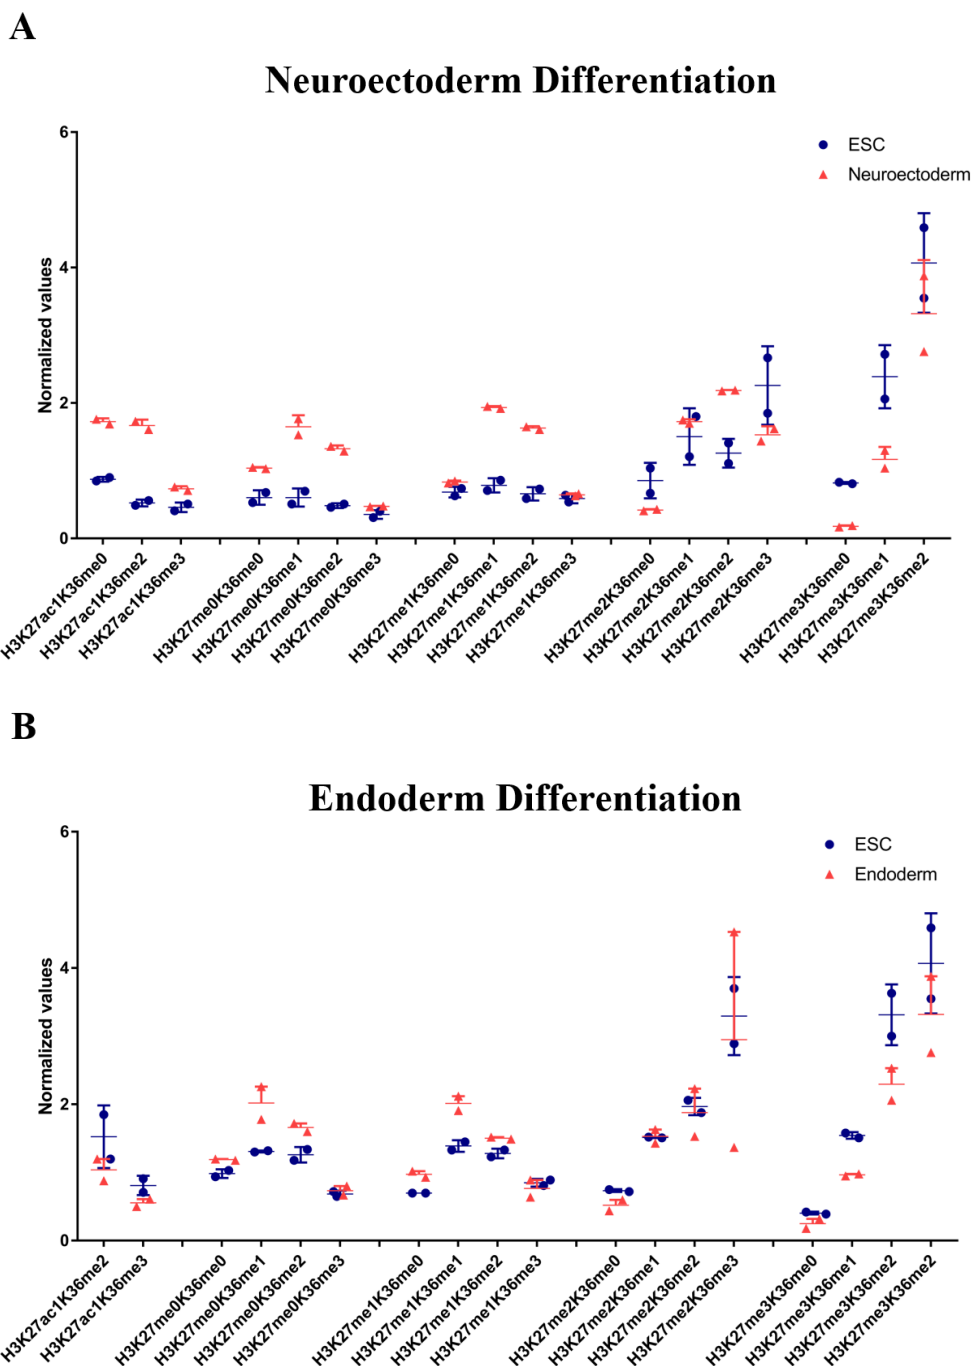 A
Neuroectoderm Differentiation
6
4
2
0
Normalized values
ESC
Neuroectoderm
H3K27ac1K36me0
H3K27ac1K36me2
H3K27ac1K36me3
H3K27me0K36me0
H3K27me0K36me1
H3K27me0K36me2
H3K27me0K36me3
H3K27me1K36me0
H3K27me1K36me1
H3K27me1K36me2
H3K27me1K36me3
H3K27me2K36me0
H3K27me2K36me1
H3K27me2K36me2
H3K27me2K36me3
H3K27me3K36me0
H3K27me3K36me1
H3K27me3K36me2
B
Endoderm Differentiation
6
4
2
0
Normalized values
ESC
Endoderm
H3K27ac1K36me2
H3K27ac1K36me3
H3K27me0K36me0
H3K27me0K36me1
H3K27me0K36me2
H3K27me0K36me3
H3K27me1K36me0
H3K27me1K36me1
H3K27me1K36me2
H3K27me1K36me3
H3K27me2K36me0
H3K27me2K36me1
H3K27me2K36me2
H3K27me2K36me3
H3K27me3K36me0
H3K27me3K36me1
H3K27me3K36me2
H3K27me3K36me2